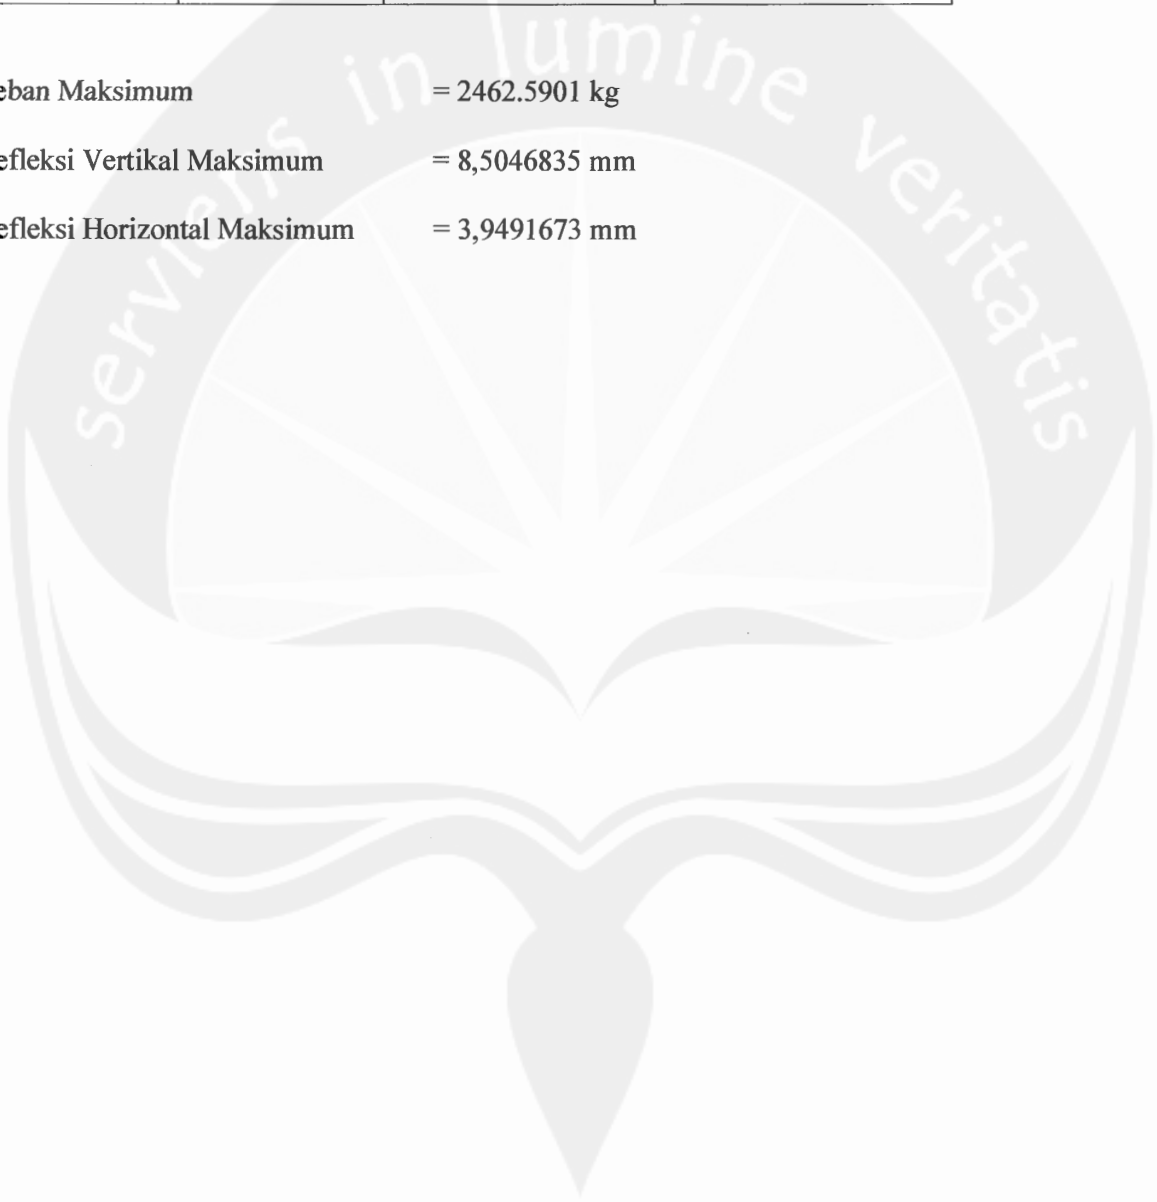 eban Maksimum = 2462.5901 kg
efleksi Vertikal Maksimum = 8,5046835 mm
efleksi Horizontal Maksimum = 3,9491673 mm
serviens in lumine veritatis